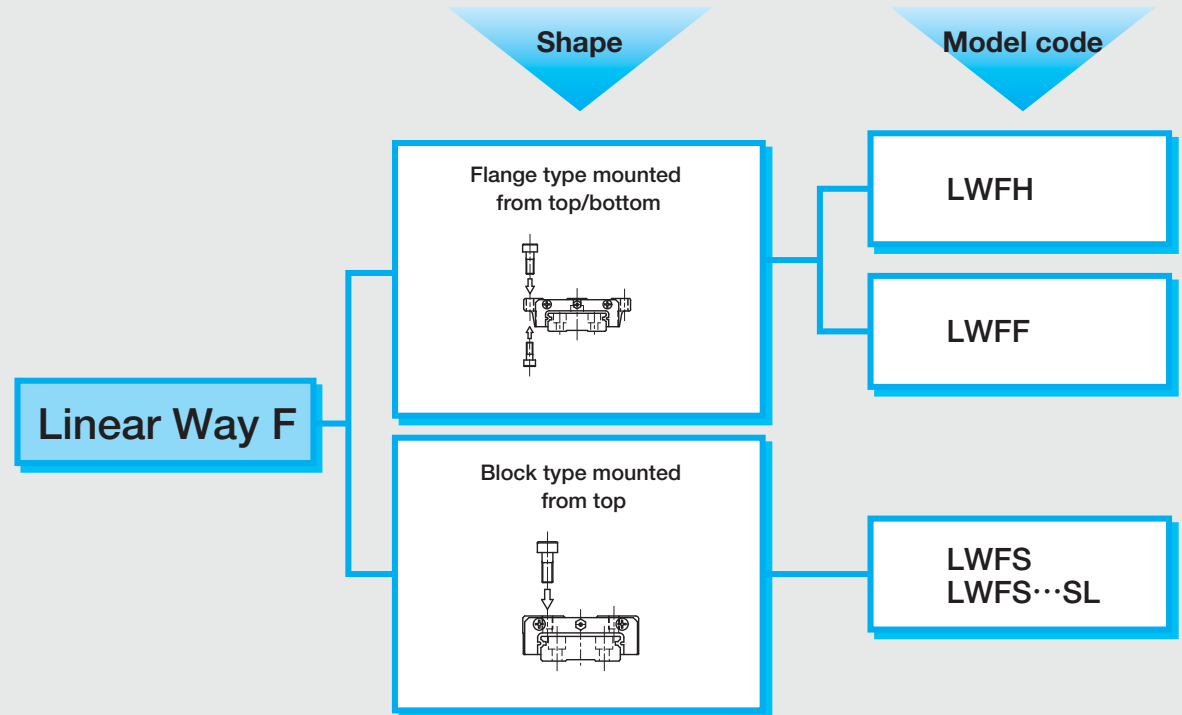 Shape
Model code
Linear Way F
Flange type mounted
from top/bottom
LWFH
LWFF
Block type mounted
from top
LWFS
LWFS⋯SL